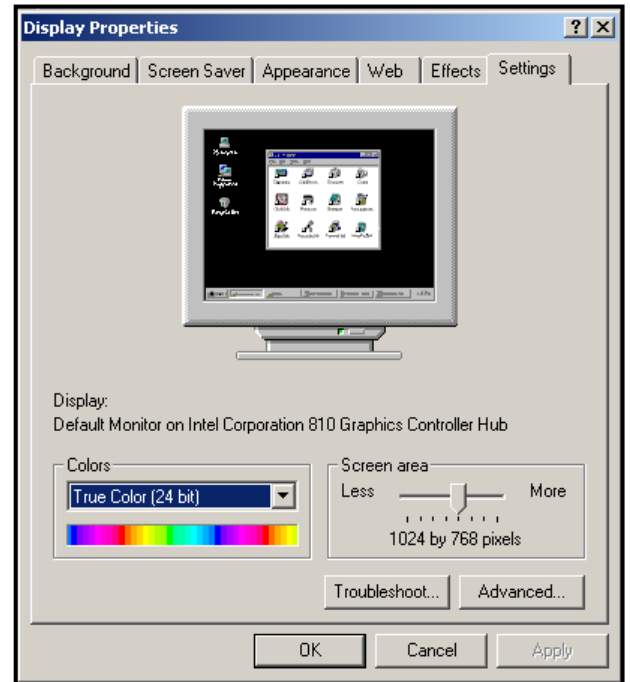 Display Properties
Background Screen Saver Appearance Web Effects Settings
Display:
Default Monitor on Intel Corporation 810 Graphics Controller Hub
Colors
Screen area
True Color (24 bit)
Less More
1024 by 768 pixels
Troubleshoot... Advanced...
OK Cancel Apply